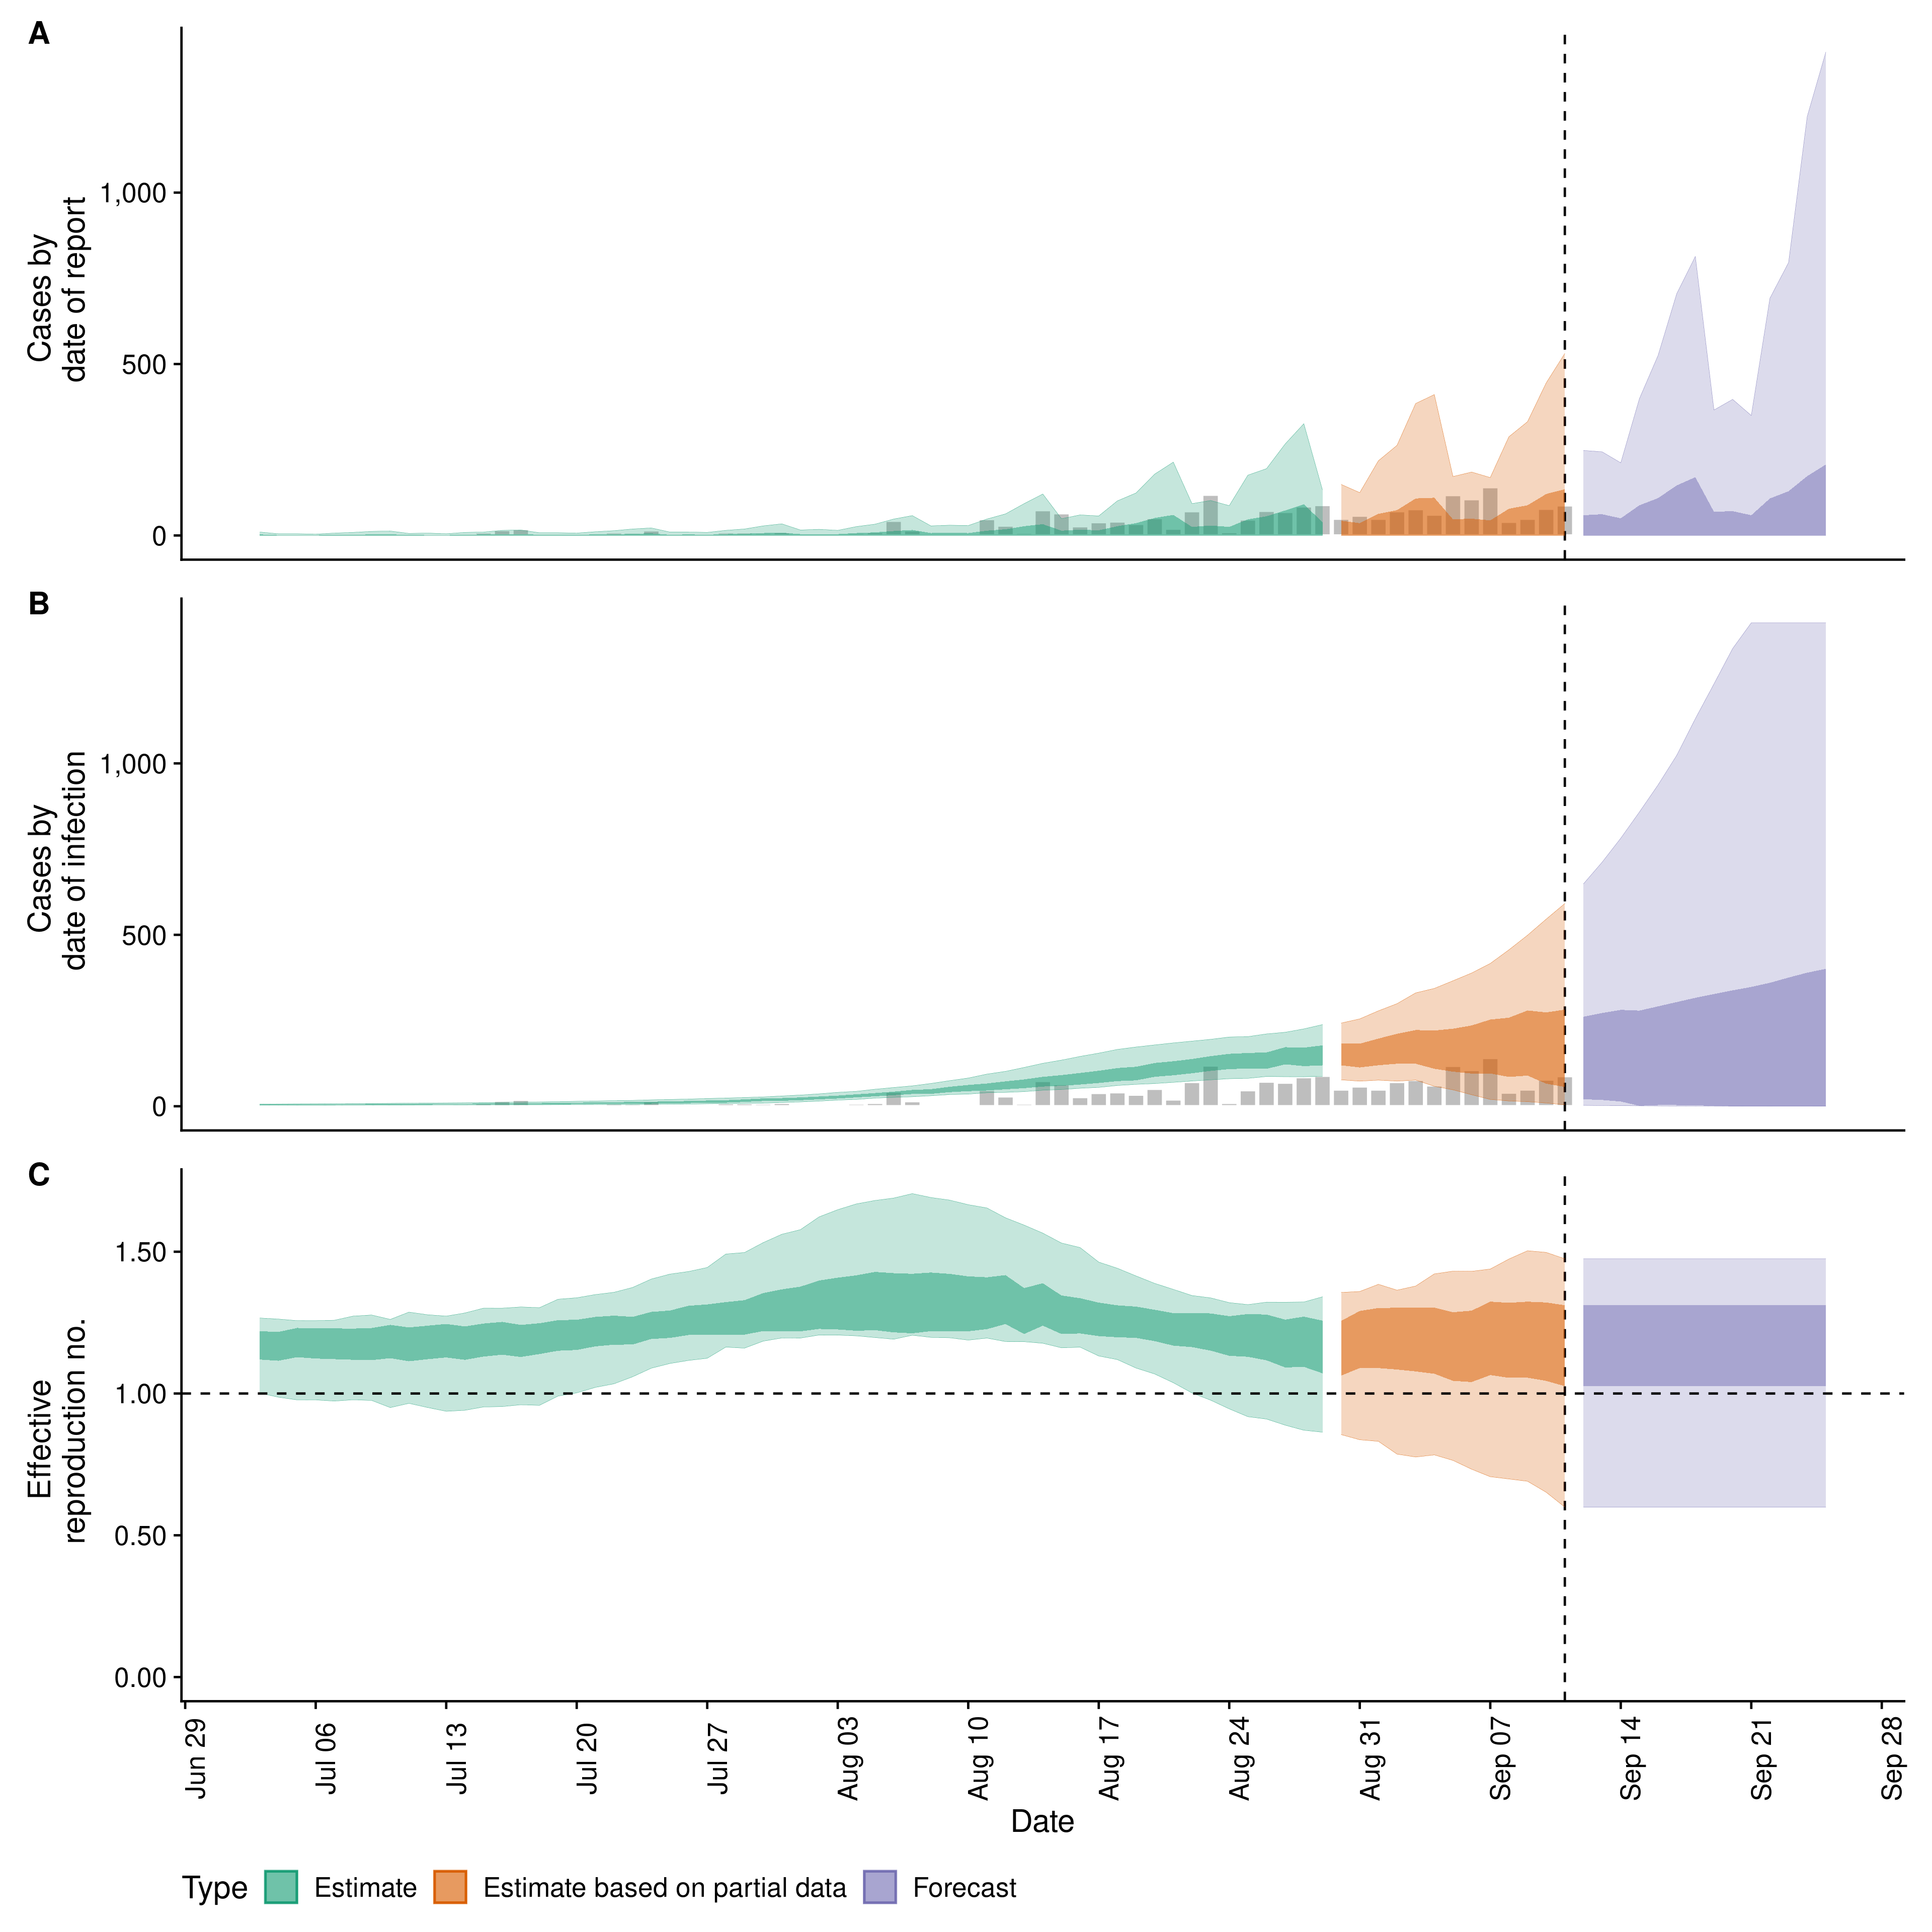 A
Cases by
date of report
1,000
500
0
B
Cases by
date of infection
1,000
500
0
C
Effective
reproduction no.
1.50
1.00
0.50
0.00
Jun 29
Jul 06
Jul 13
Jul 20
Jul 27
Aug 03
Aug 10
Aug 17
Aug 24
Aug 31
Sep 07
Sep 14
Sep 21
Sep 28
Date
Type Estimate Estimate based on partial data Forecast